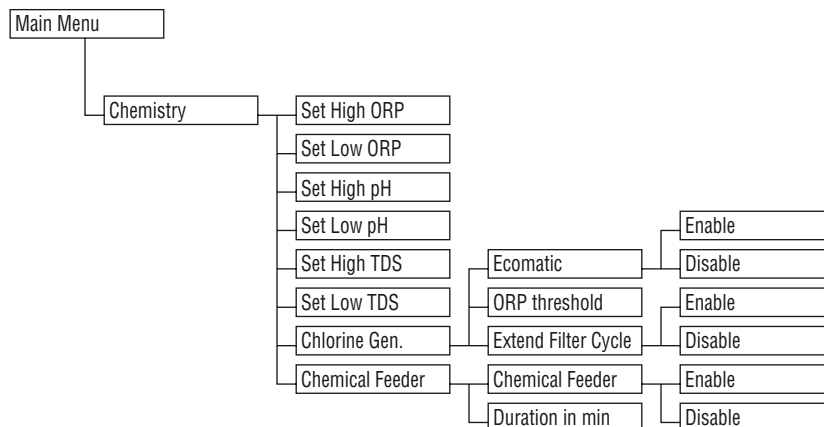 Main Menu
Chemistry
Set High ORP
Set Low ORP
Set High pH
Set Low pH
Enable
Set High TDS
Ecomatic
Disable
Set Low TDS
ORP threshold
Enable
Chlorine Gen.
Extend Filter Cycle
Disable
Chemical Feeder
Chemical Feeder
Enable
Duration in min
Disable